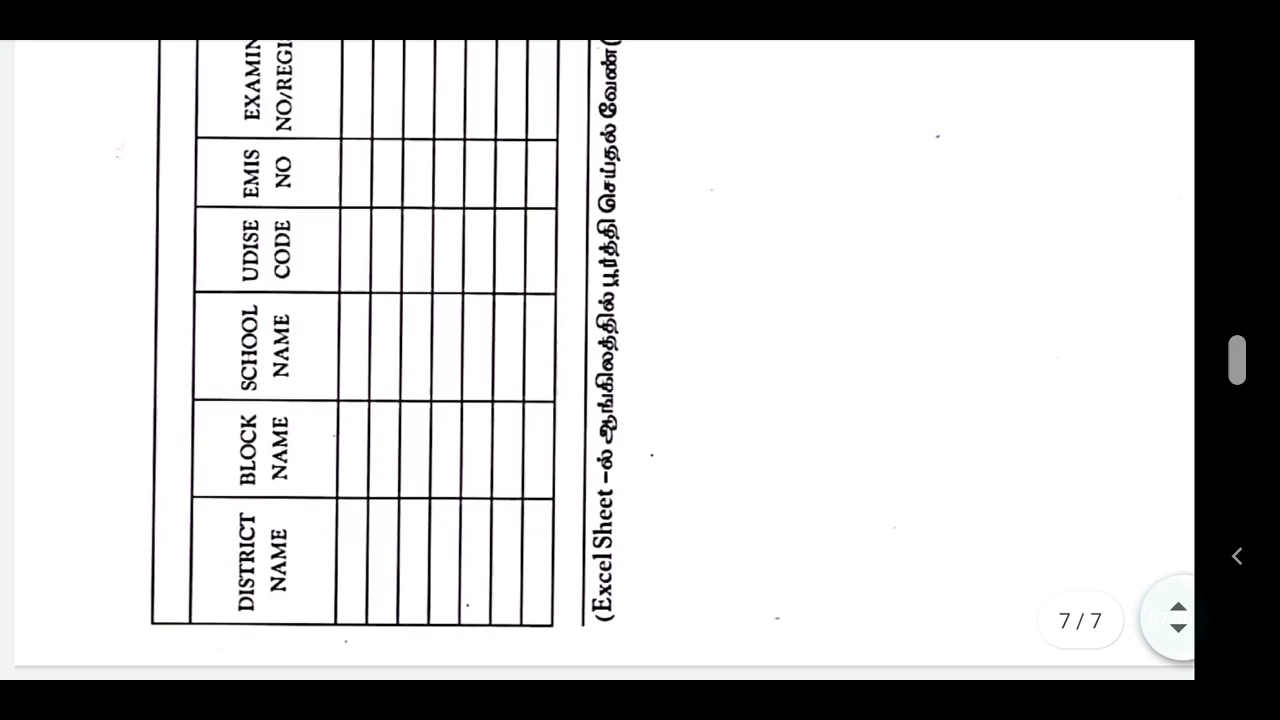 DISTRICT
NAME
BLOCK
NAME
SCHOOL
NAME
UDISE
CODE
EMIS
NO
EXAMIN
NO/REGI
(Excel Sheet –ல் ஆங்கிலத்தில் பூர்த்தி செய்தல் வேண்
7 / 7